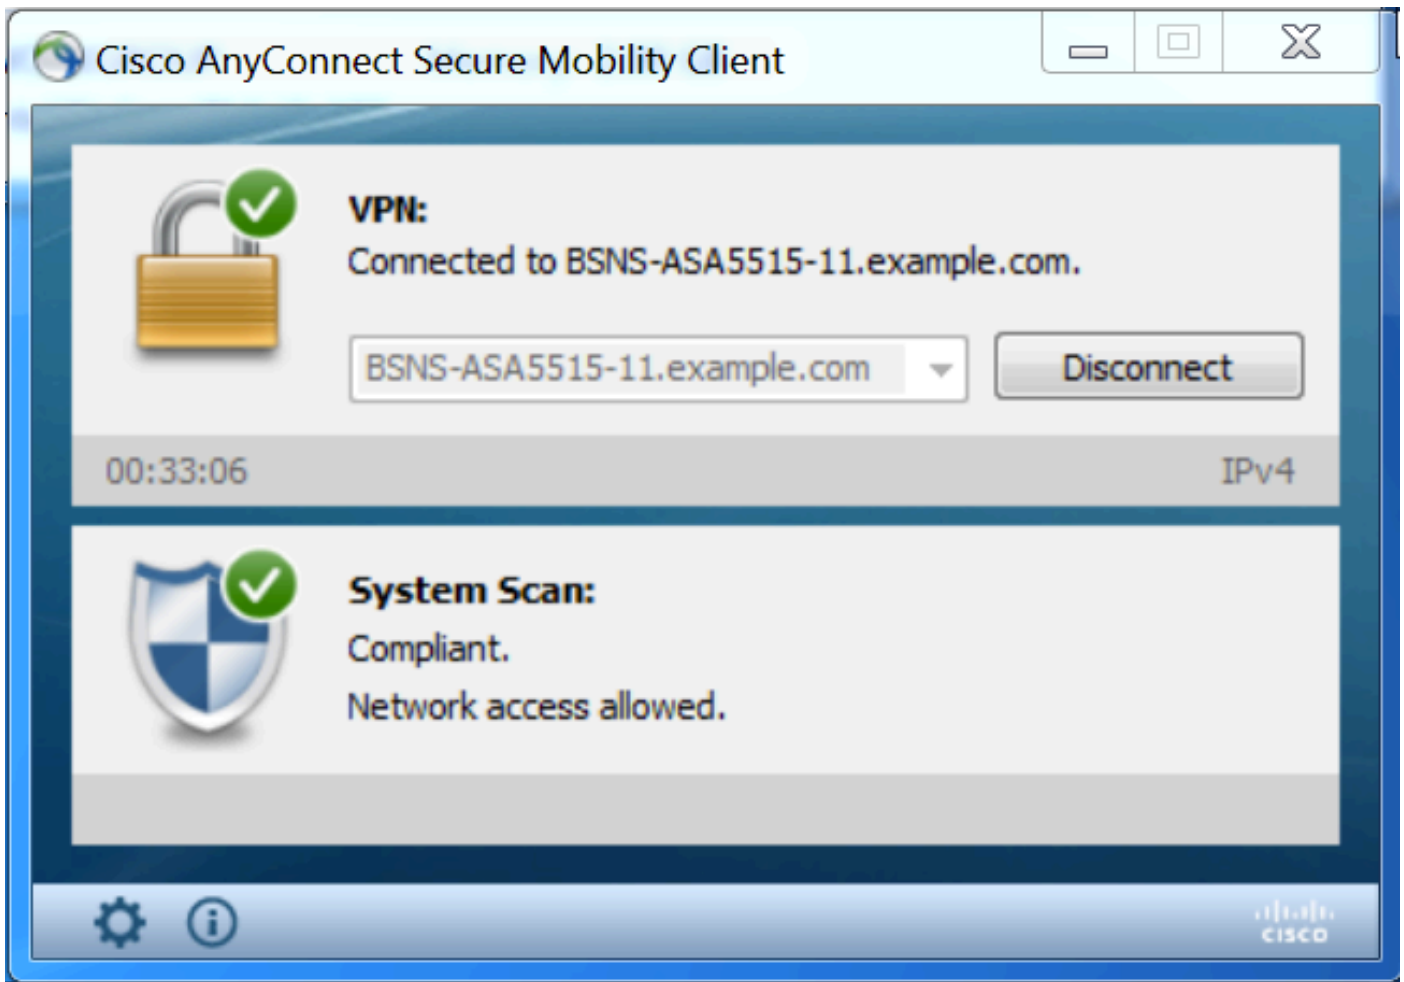 Cisco AnyConnect Secure Mobility Client
VPN:
Connected to BSNS-ASA5515-11.example.com.
BSNS-ASA5515-11.example.com
Disconnect
00:33:06
IPv4
System Scan:
Compliant.
Network access allowed.
CISCO